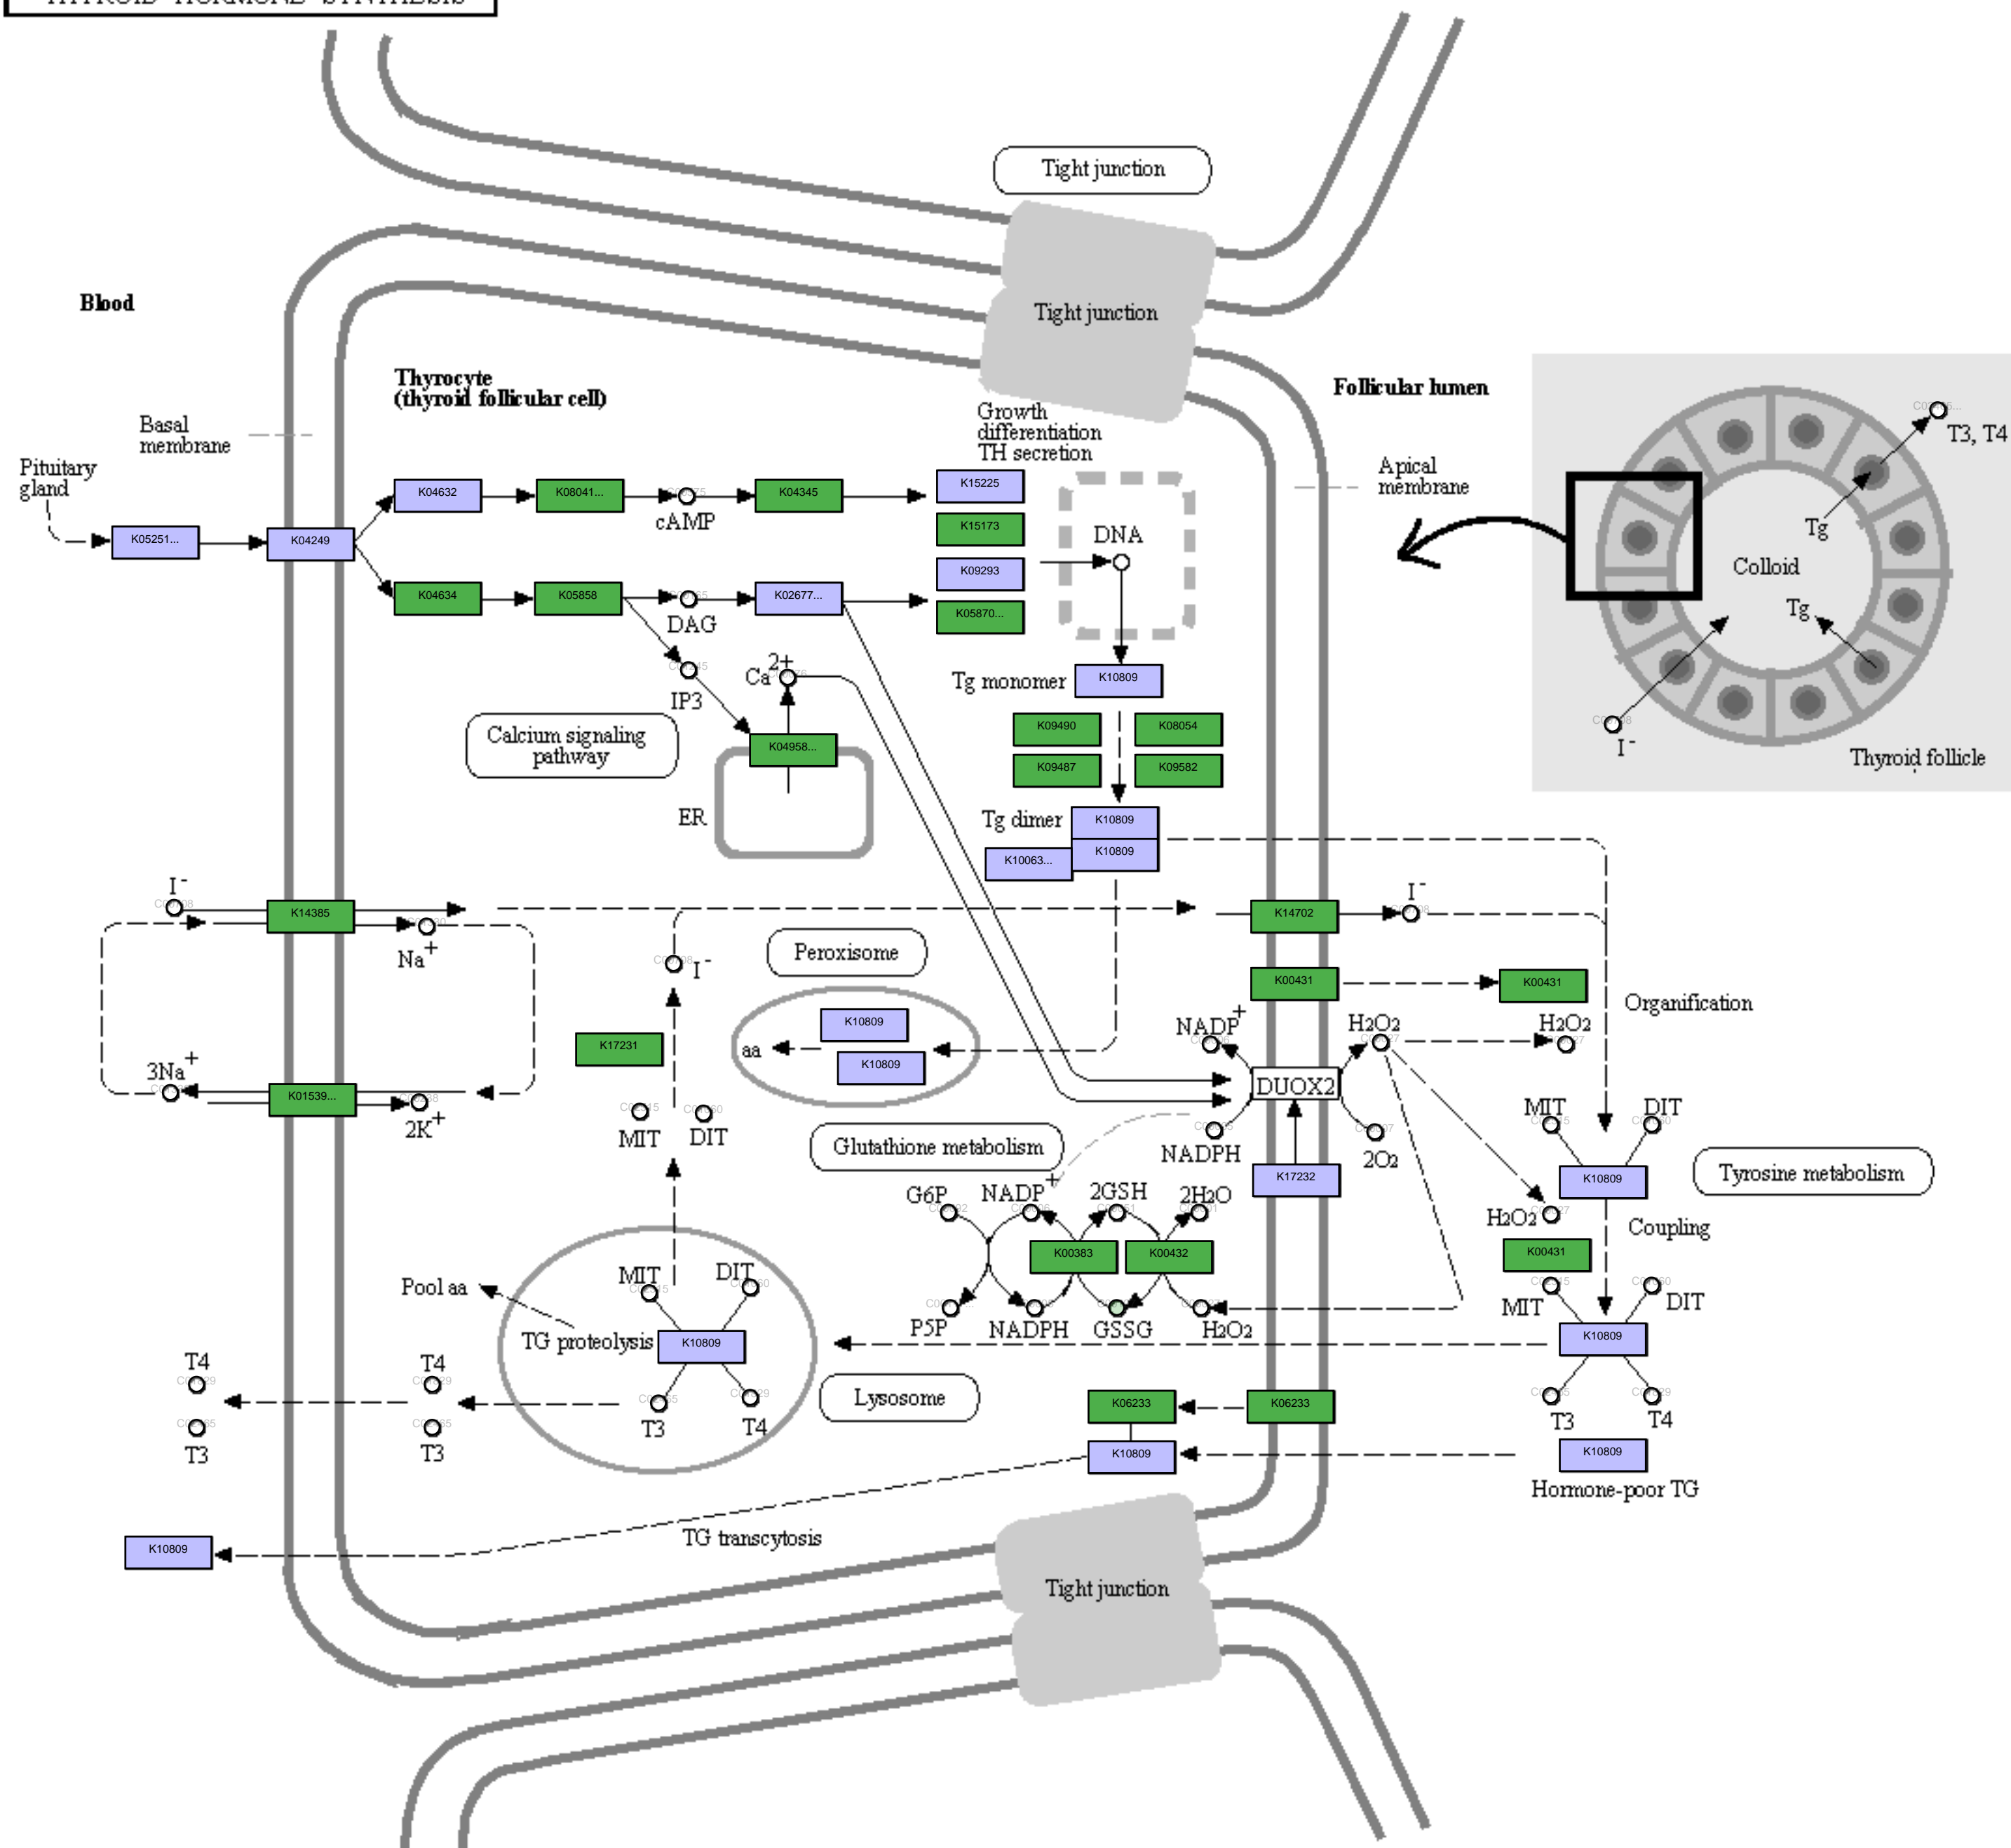 THYROID HORMONE SYNTHESIS
Tight junction
Tight junction
Blood
Thyrocyte
(thyroid follicular cell)
Follicular lumen
Growth
differentiation
TH secretion
Basal
membrane
Apical
membrane
Pituitary
gland
T3, T4
K04632
K08041...
cAMP
K04345
K15225
K15173
K05251...
K04249
DNA
Tg
Colloid
K09293
K04634
K05858
DAG
K02677...
K05870...
Tg
2+
Ca
IP3
Tg monomer
K10809
Calcium signaling
pathway
K04958...
K09490
K08054
K09487
K09582
I-
Thyroid follicle
ER
Tg dimer
K10809
K10809
K10063...
I-
K14385
Na+
K14702
I-
Peroxisome
I-
K00431
K00431
Organification
K10809
K17231
aa
K10809
NADP+
H2O2
H2O2
3Na+
K01539...
2K+
DUOX2
MIT
DIT
MIT
DIT
Glutathione metabolism
NADPH
2O2
K17232
K10809
Tyrosine metabolism
G6P
NADP+
2GSH
2H2O
H2O2
Coupling
K00383
K00432
K00431
Pool aa
MIT
DIT
MIT
DIT
P5P
NADPH
GSSG
H2O2
TG proteolysis
K10809
K10809
T4
T4
Lysosome
K06233
K06233
T3
T4
T3
T4
T3
T3
K10809
K10809
Hormone-poor TG
TG transcytosis
K10809
Tight junction